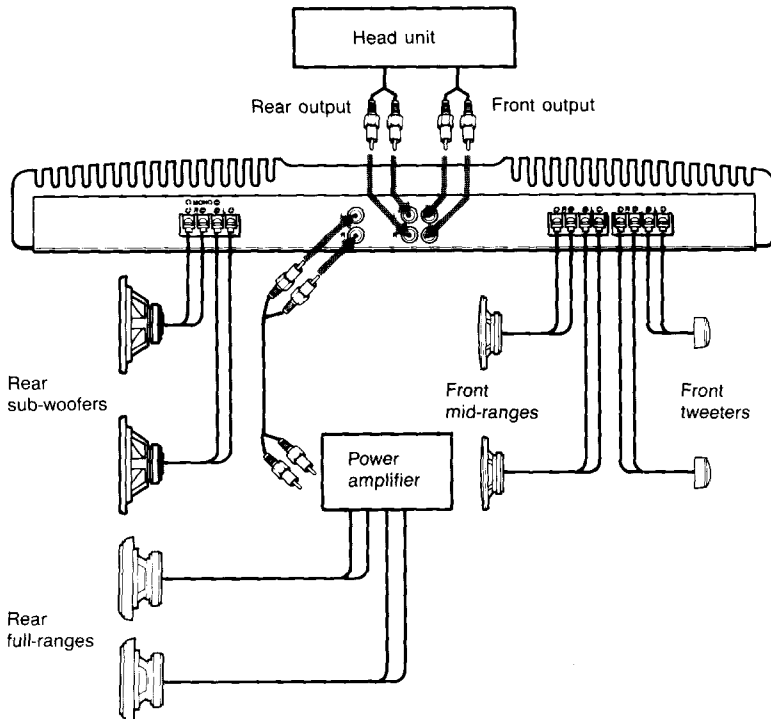 Head unit
Rear output
Front output
MONO
R
L
R
L
R
L
Rear
sub-woofers
Front
mid-ranges
Front
tweeters
Power
amplifier
Rear
full-ranges